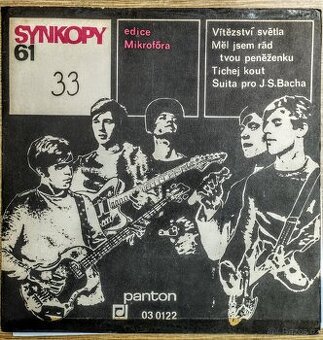 SYNKOPY
61
33
edice
Mikrofóra
Vítězství světla
Měl jsem rád
tvou peněženku
Tichej kout
Suita pro J S.Bacha
panton
03 0122